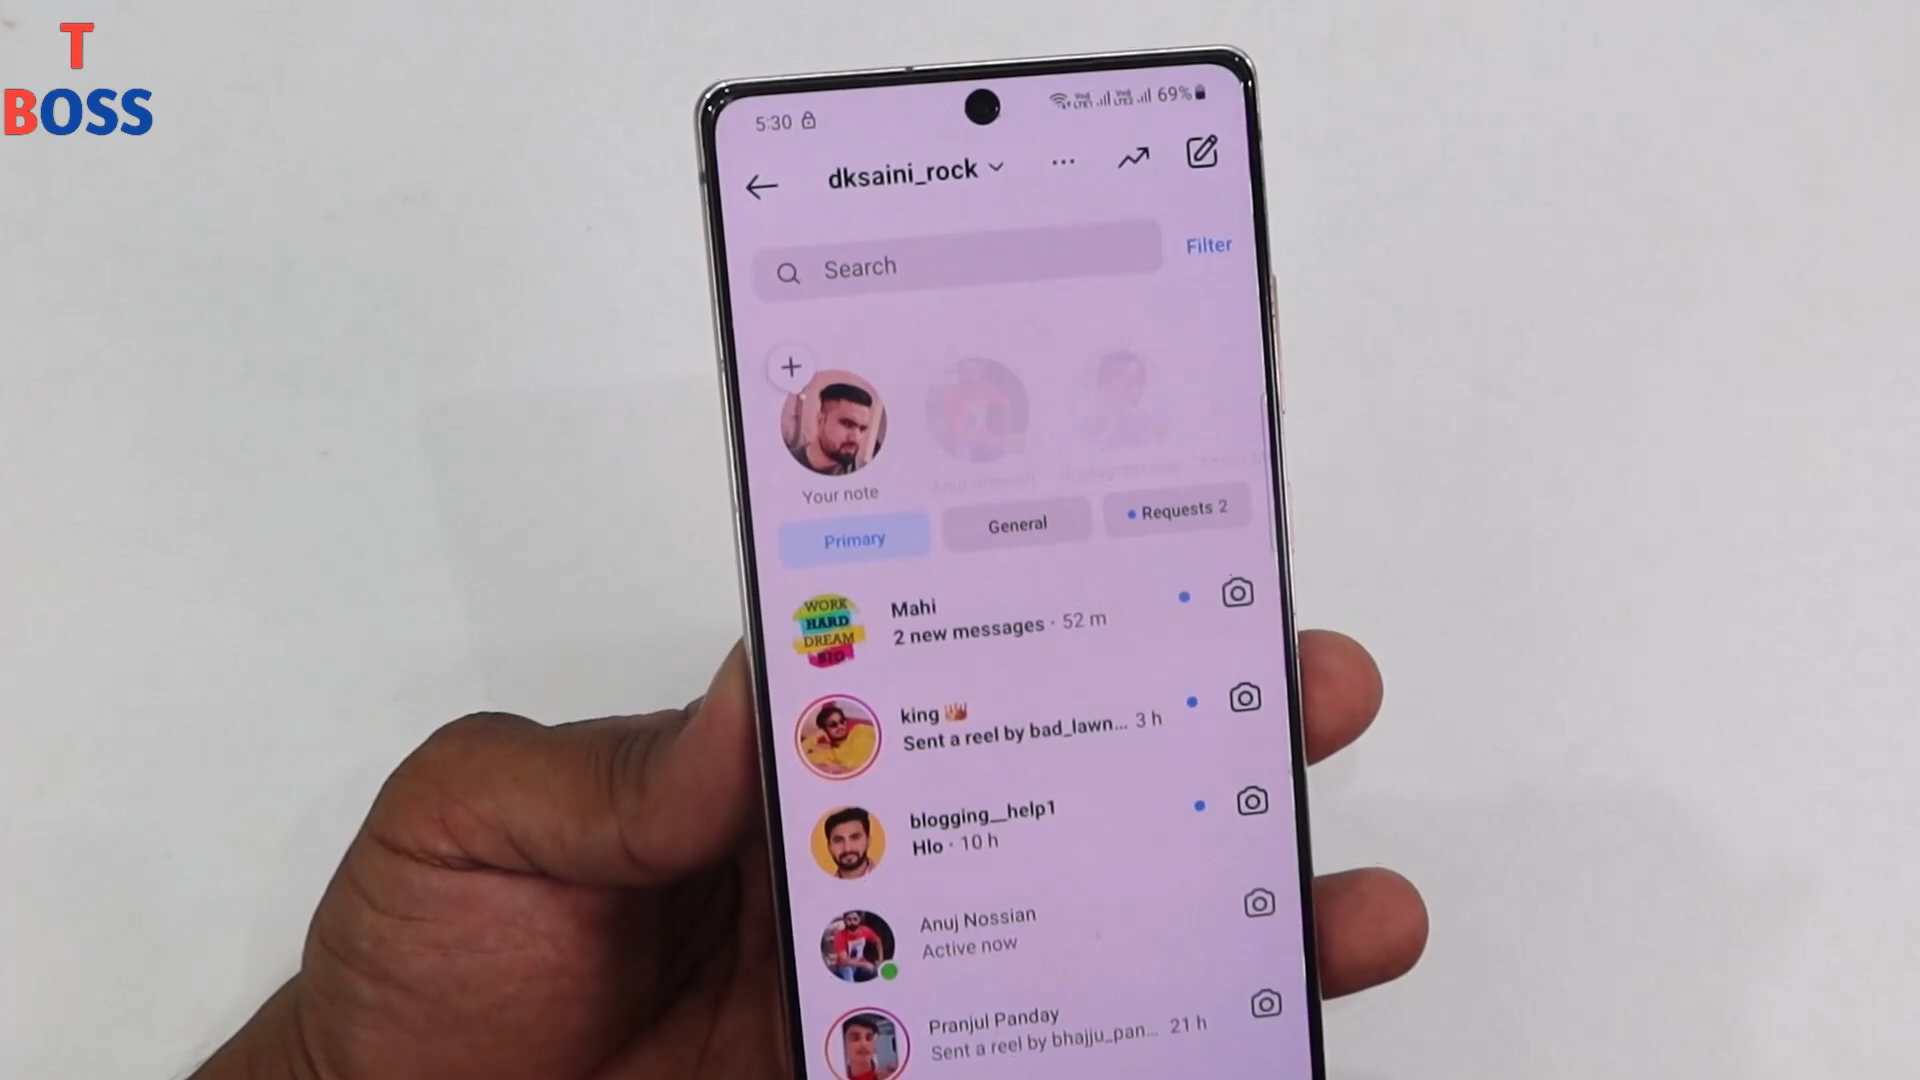 T
BOSS
5:30
69%
dksaini_rock
Search
Filter
Your note
Primary
General
Requests 2
WORK
HARD
DREAM
BIG
Mahi
2 new messages · 52 m
king
Sent a reel by bad_lawn... 3 h
blogging__help1
Hlo · 10 h
Anuj Nossian
Active now
Pranjul Panday
Sent a reel by bhajju_pan... 21 h